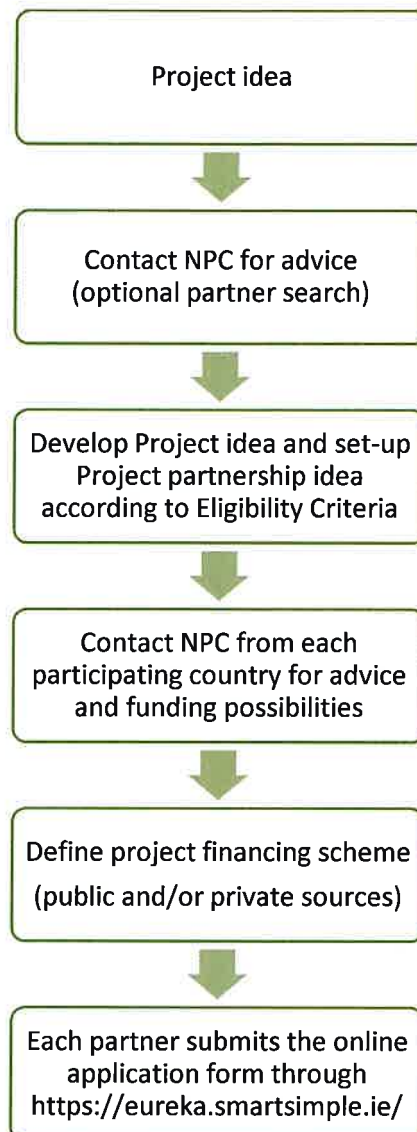 Project idea
Contact NPC for advice
(optional partner search)
Develop Project idea and set-up
Project partnership idea
according to Eligibility Criteria
Contact NPC from each
participating country for advice
and funding possibilities
Define project financing scheme
(public and/or private sources)
Each partner submits the online
application form through
https://eureka.smartsimple.ie/